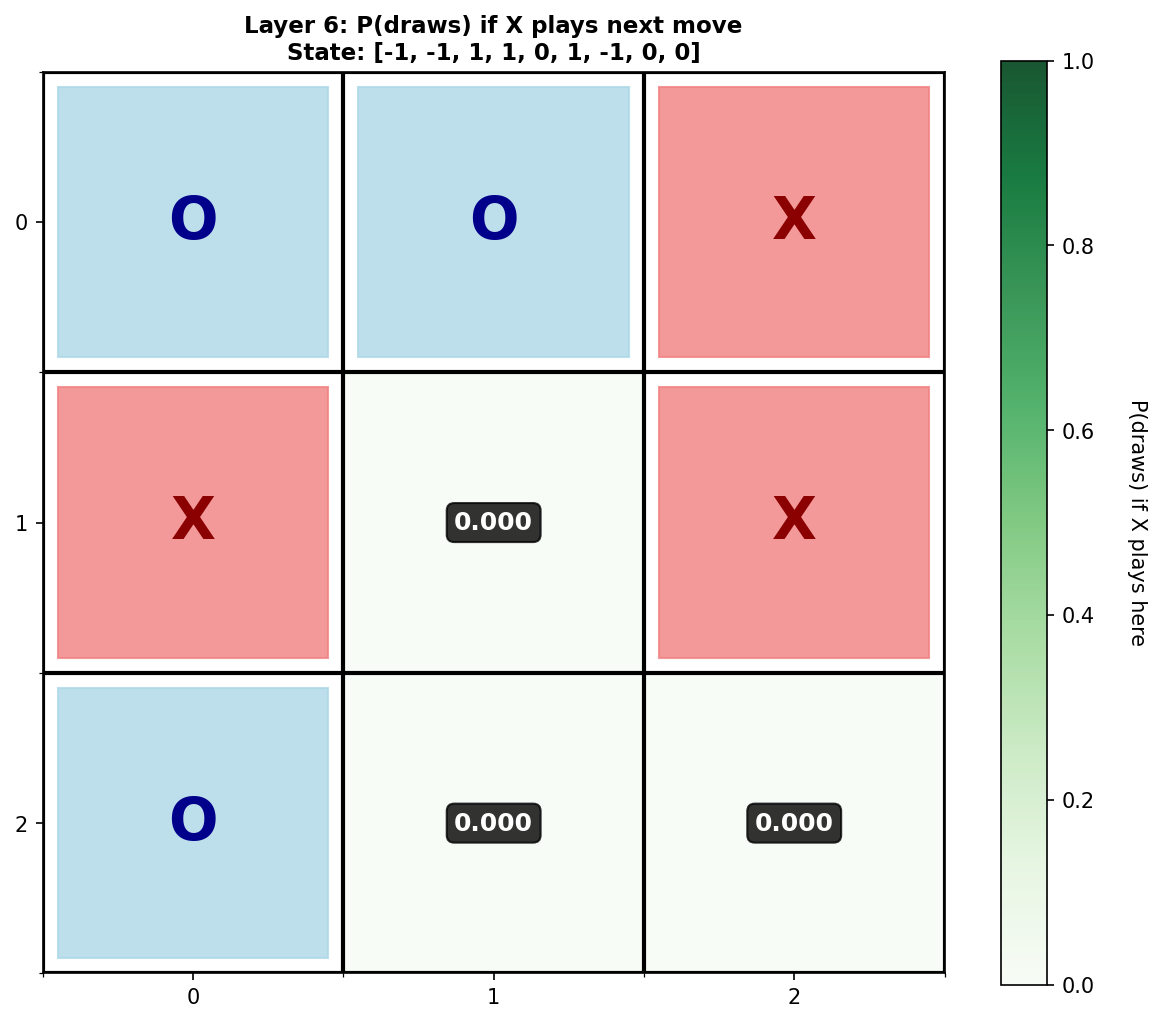 Layer 6: P(draws) if X plays next move
State: [-1, -1, 1, 1, 0, 1, -1, 0, 0]
O O X
0
X 0.000 X
1
O 0.000 0.000
2
0 1 2
1.0
0.8
0.6
0.4
0.2
0.0
P(draws) if X plays here